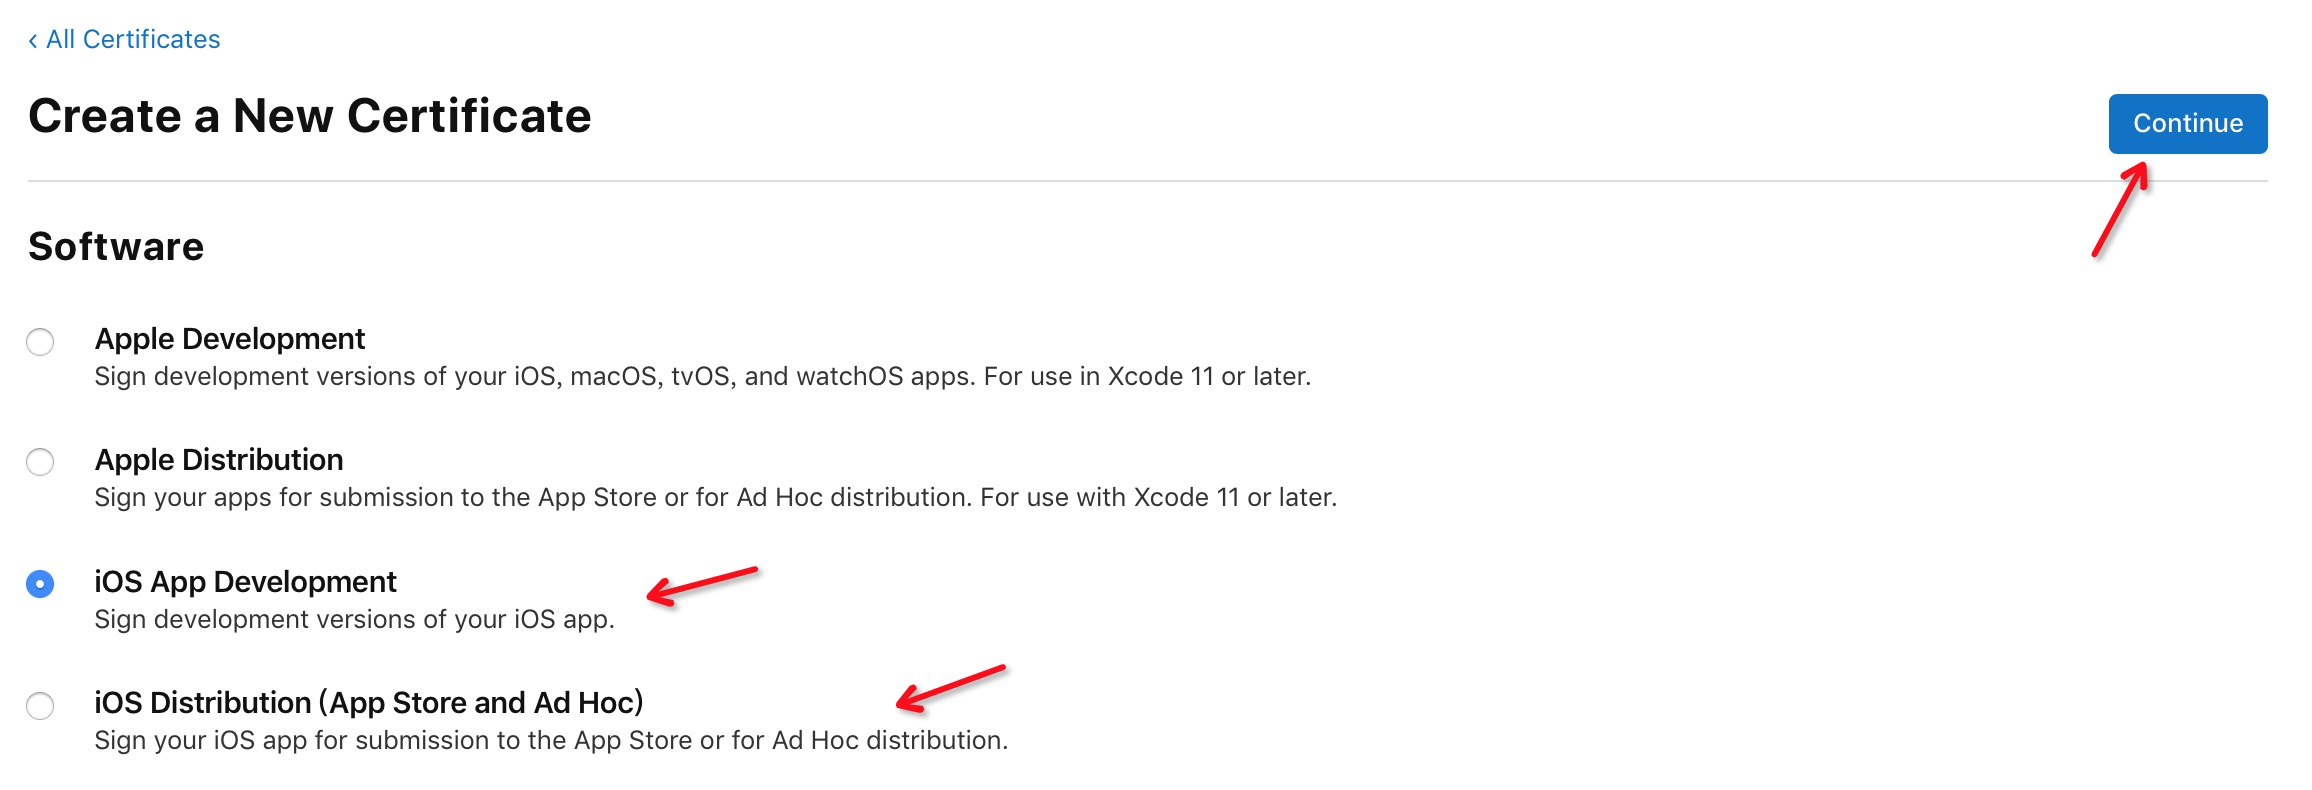 ‹ All Certificates
Create a New Certificate
Continue
Software
Apple Development
Sign development versions of your iOS, macOS, tvOS, and watchOS apps. For use in Xcode 11 or later.
Apple Distribution
Sign your apps for submission to the App Store or for Ad Hoc distribution. For use with Xcode 11 or later.
iOS App Development
Sign development versions of your iOS app.
iOS Distribution (App Store and Ad Hoc)
Sign your iOS app for submission to the App Store or for Ad Hoc distribution.